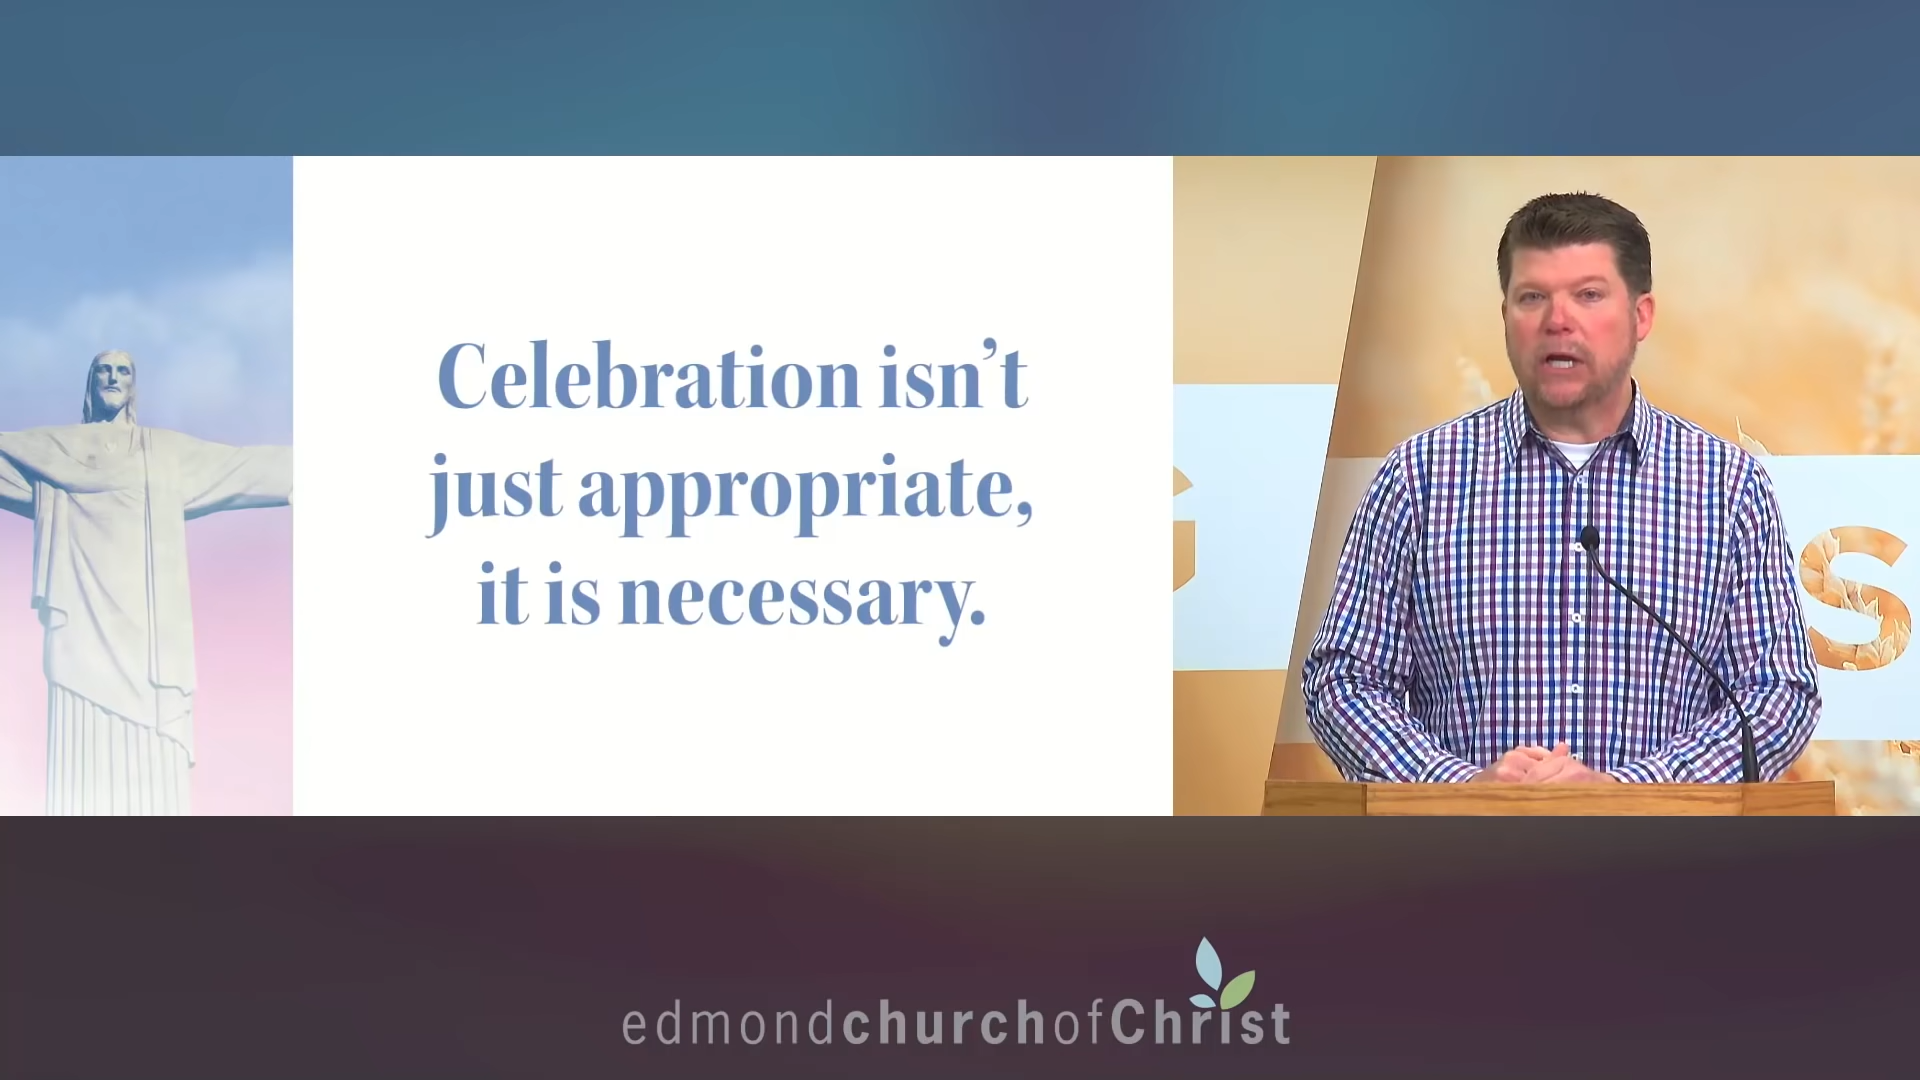 Celebration isn't
just appropriate,
it is necessary.
G
s
edmondchurchofChrist